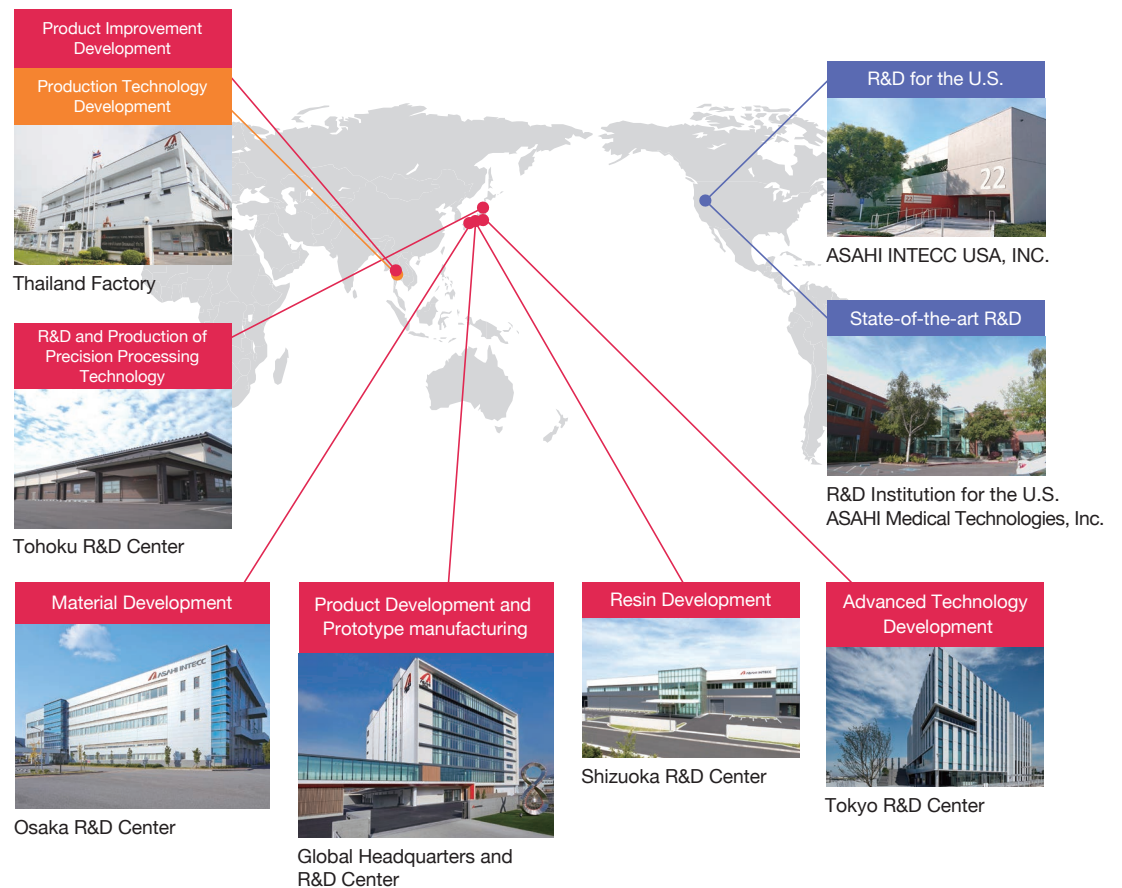 Product Improvement
Development
Production Technology
Development
Thailand Factory
R&D and Production of
Precision Processing
Technology
Tohoku R&D Center
R&D for the U.S.
22
22
ASAHI INTECC USA, INC.
State-of-the-art R&D
R&D Institution for the U.S.
ASAHI Medical Technologies, Inc.
Material Development
ASAHI INTECC
Osaka R&D Center
Product Development and
Prototype manufacturing
Global Headquarters and
R&D Center
Resin Development
ASAHI INTECC
Shizuoka R&D Center
Advanced Technology
Development
Tokyo R&D Center